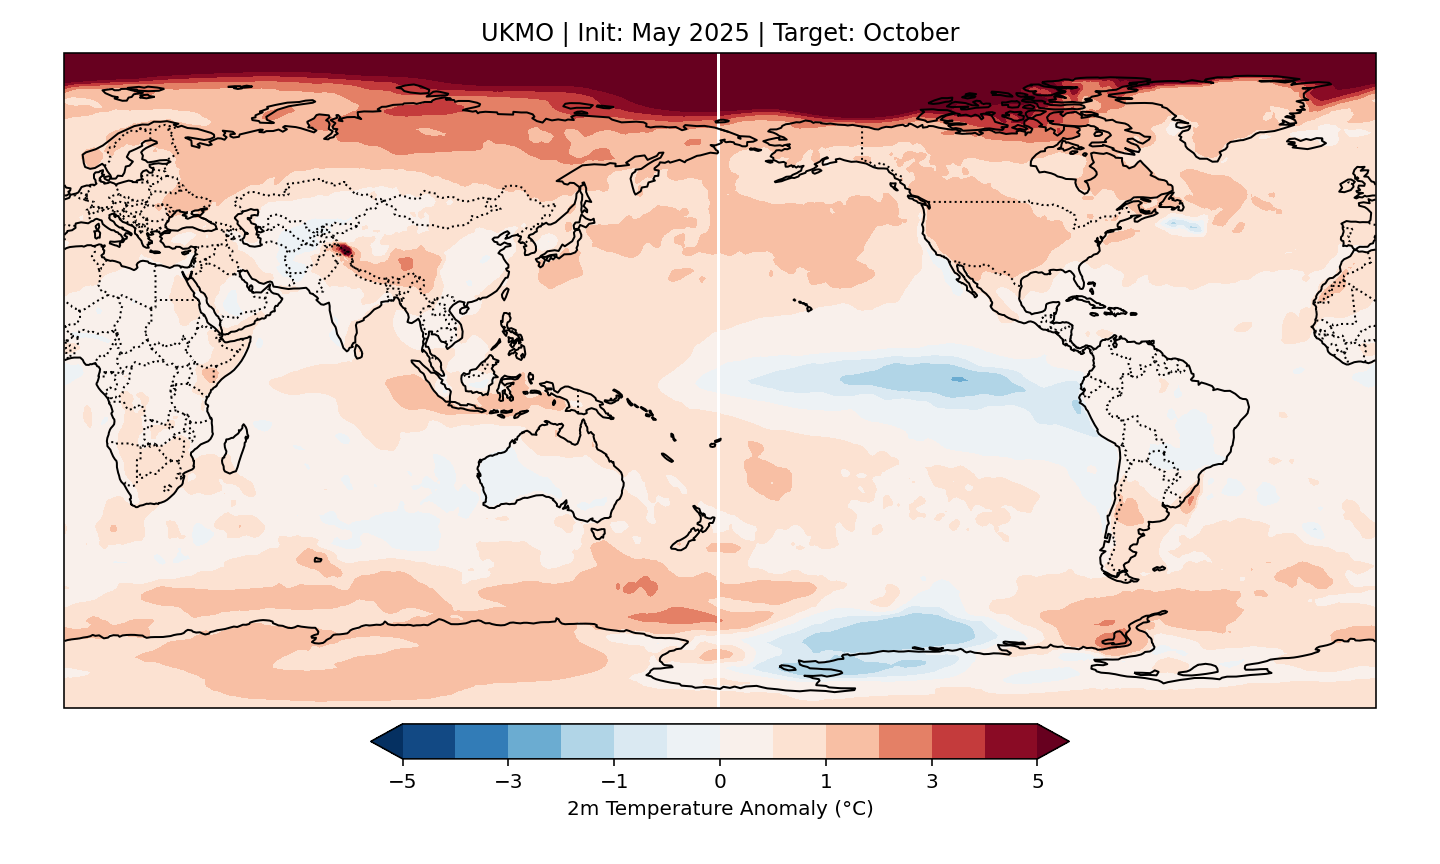 UKMO | Init: May 2025 | Target: October
−5 −3 −1 0 1 3 5
2m Temperature Anomaly (°C)